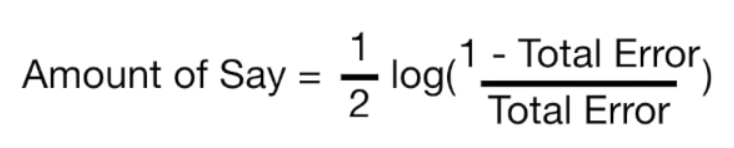 Amount of Say = 1/2 log( (1 - Total Error) / Total Error )